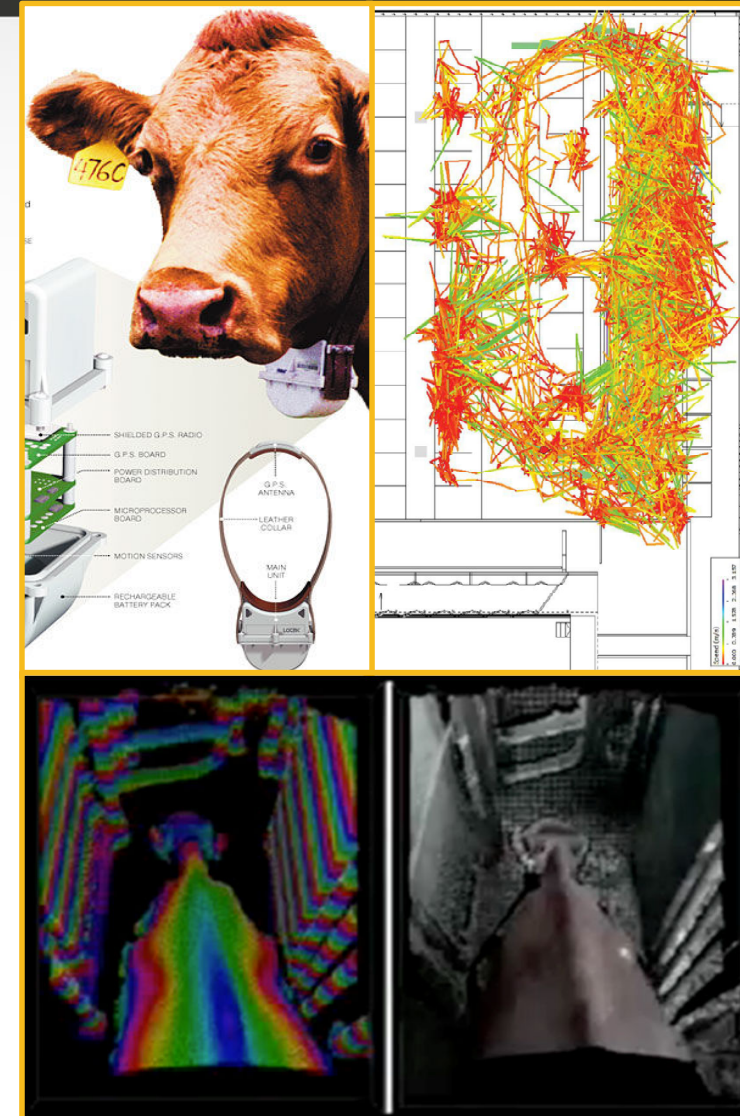 476C
d
SE
SHIELDED G.P.S. RADIO
G.P.S. BOARD
POWER DISTRIBUTION
BOARD
MICROPROCESSOR
BOARD
MOTION SENSORS
RECHARGEABLE
BATTERY PACK
G.P.S.
ANTENNA
LEATHER
COLLAR
MAIN
UNIT
Speed (m/s)